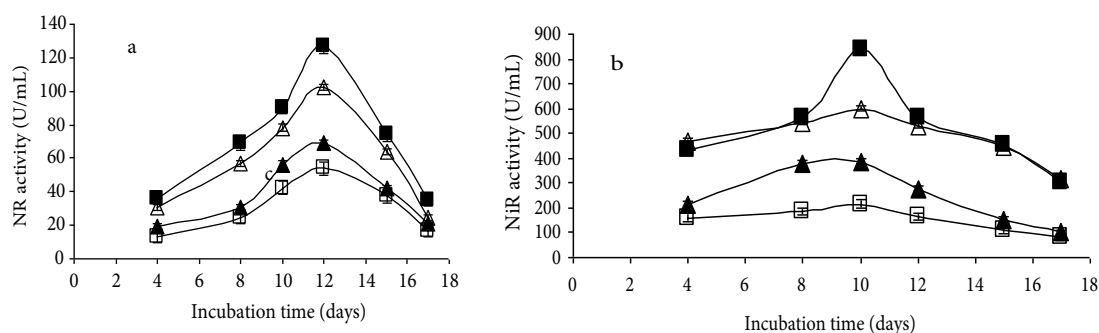 a
NR activity (U/mL)
140
120
100
80
60
40
20
0
c
0 2 4 6 8 10 12 14 16 18
Incubation time (days)
b
NiR activity (U/mL)
900
800
700
600
500
400
300
200
100
0
0 2 4 6 8 10 12 14 16 18
Incubation time (days)